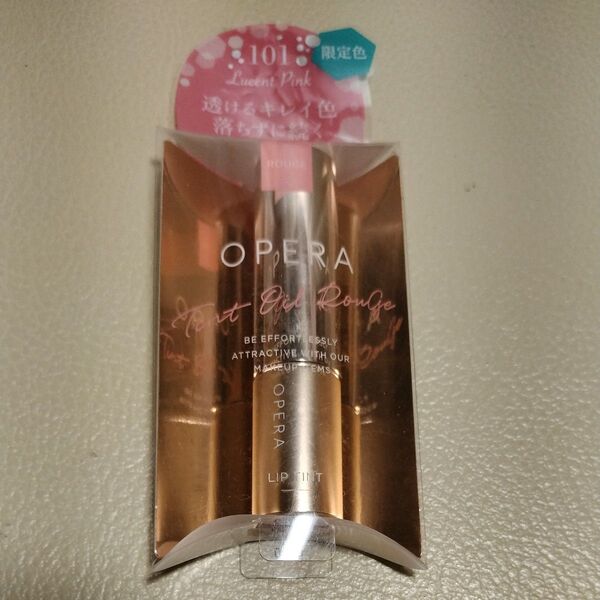 101
限定色
Lucent Pink
透けるキレイ色
落ちずに続く
ROUGE
OPERA
Tint Oil Rouge
BE EFFORTLESSLY
ATTRACTIVE WITH OUR
MAKEUP ITEMS
OPERA
LIP TINT